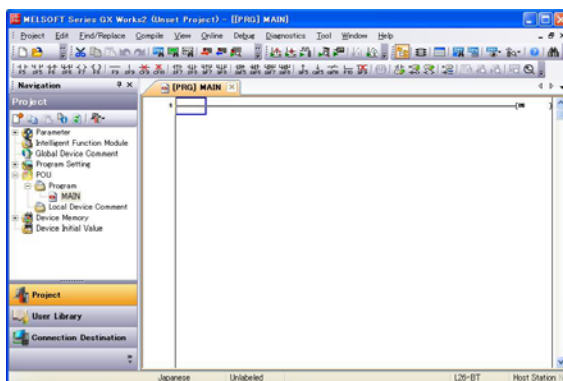 MELSOFT Series GX Works2 (Unset Project) - [[PRG] MAIN]
Project Edit Find/Replace Compile View Online Debug Diagnostics Tool Window Help
Navigation
[PRG] MAIN
Project
Parameter
Intelligent Function Module
Global Device Comment
Program Setting
POU
Program
MAIN
Local Device Comment
Device Memory
Device Initial Value
Project
User Library
Connection Destination
Japanese Unlabeled L26-BT Host Station